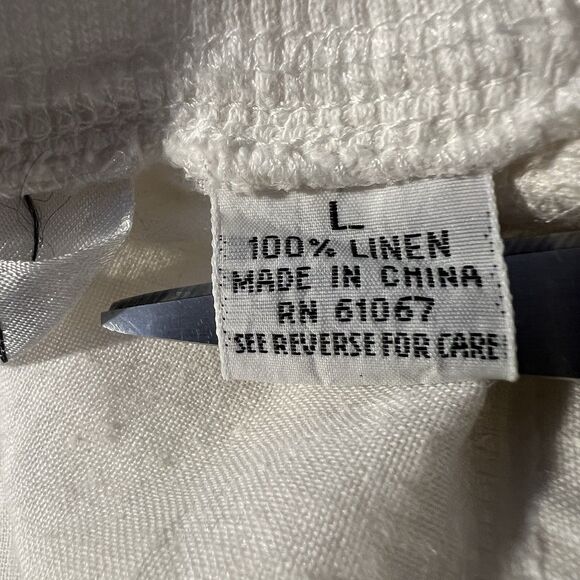 L
100% LINEN
MADE IN CHINA
RN 61067
SEE REVERSE FOR CARE